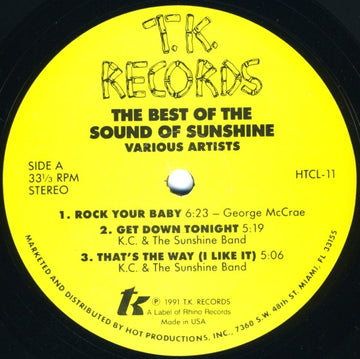 T.K.
RECORDS
THE BEST OF THE
SOUND OF SUNSHINE
VARIOUS ARTISTS
SIDE A
33⅓ RPM
STEREO
HTCL-11
1. ROCK YOUR BABY 6:23 – George McCrae
2. GET DOWN TONIGHT 5:19
K.C. & The Sunshine Band
3. THAT'S THE WAY (I LIKE IT) 5:06
K.C. & The Sunshine Band
tk
℗ 1991 T.K. RECORDS
A Label of Rhino Records
Made in USA
MARKETED AND DISTRIBUTED BY HOT PRODUCTIONS, INC., 7360 S.W. 48th ST. MIAMI, FL 33155